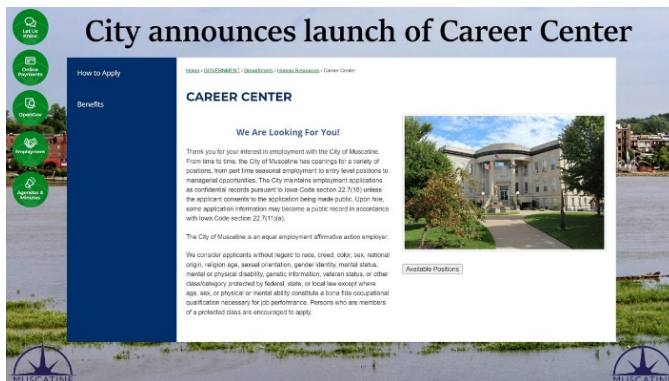 City announces launch of Career Center
Let Us
Know
Online
Payments
OpenGov
Employment
Agendas &
Minutes
How to Apply
Benefits
Home › GOVERNMENT › Departments › Human Resources › Career Center
CAREER CENTER
We Are Looking For You!
Thank you for your interest in employment with the City of Muscatine.
From time to time, the City of Muscatine has openings for a variety of
positions, from part time seasonal employment to entry level positions to
managerial opportunities. The City maintains employment applications
as confidential records pursuant to Iowa Code section 22.7(18) unless
the applicant consents to the application being made public. Upon hire,
some application information may become a public record in accordance
with Iowa Code section 22.7(11)(a).
The City of Muscatine is an equal employment affirmative action employer.
We consider applicants without regard to race, creed, color, sex, national
origin, religion age, sexual orientation, gender identity, marital status,
mental or physical disability, genetic information, veteran status, or other
class/category protected by federal, state, or local law except where
age, sex, or physical or mental ability constitute a bona fide occupational
qualification necessary for job performance. Persons who are members
of a protected class are encouraged to apply.
Available Positions
MUSCATINE
MUSCATINE